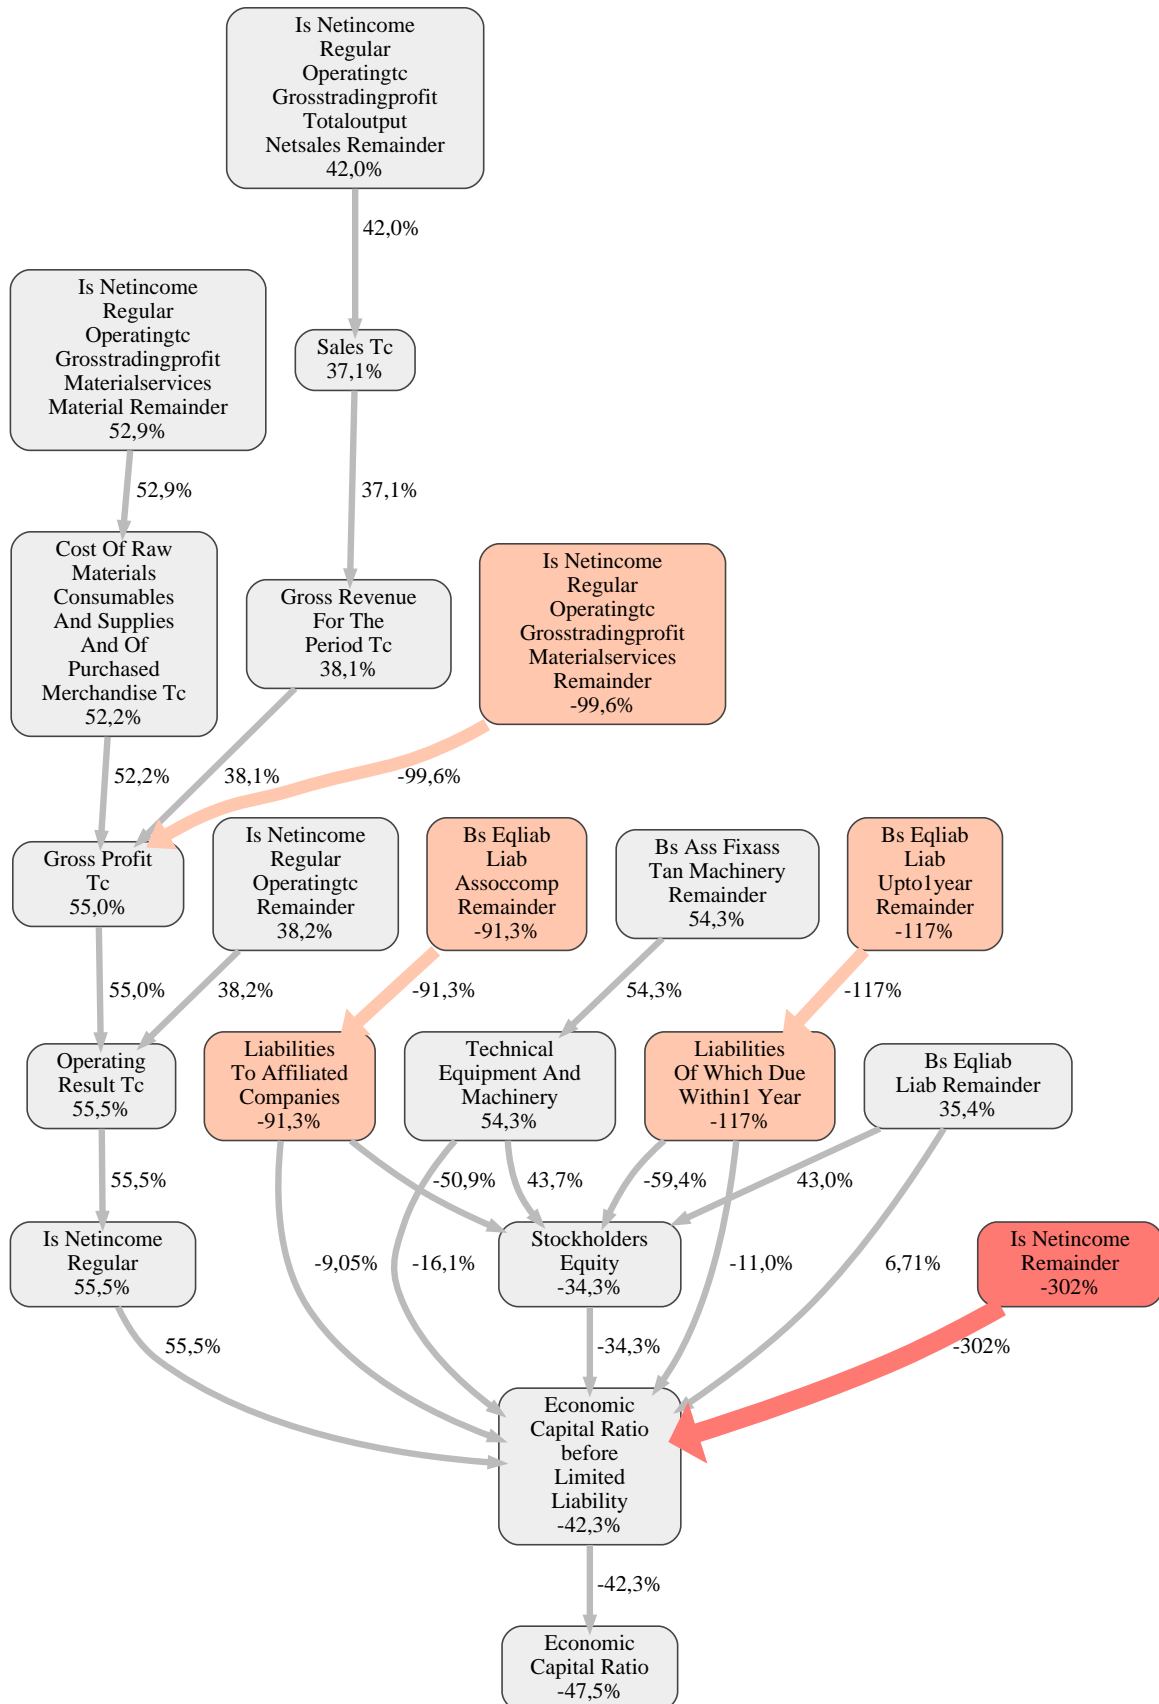 Is Netincome
Regular
Operatingtc
Grosstradingprofit
Totaloutput
Netsales Remainder
42,0%
42,0%
Is Netincome
Regular
Operatingtc
Grosstradingprofit
Materialservices
Material Remainder
52,9%
Sales Tc
37,1%
52,9%
37,1%
Cost Of Raw
Materials
Consumables
And Supplies
And Of
Purchased
Merchandise Tc
52,2%
Gross Revenue
For The
Period Tc
38,1%
Is Netincome
Regular
Operatingtc
Grosstradingprofit
Materialservices
Remainder
-99,6%
52,2%
38,1%
-99,6%
Gross Profit
Tc
55,0%
Is Netincome
Regular
Operatingtc
Remainder
38,2%
Bs Eqliab
Liab
Assoccomp
Remainder
-91,3%
Bs Ass Fixass
Tan Machinery
Remainder
54,3%
Bs Eqliab
Liab
Upto1year
Remainder
-117%
55,0%
38,2%
-91,3%
54,3%
-117%
Operating
Result Tc
55,5%
Liabilities
To Affiliated
Companies
-91,3%
Technical
Equipment And
Machinery
54,3%
Liabilities
Of Which Due
Within1 Year
-117%
Bs Eqliab
Liab Remainder
35,4%
55,5%
-50,9%
43,7%
-59,4%
43,0%
Is Netincome
Regular
55,5%
-9,05%
-16,1%
Stockholders
Equity
-34,3%
-11,0%
6,71%
Is Netincome
Remainder
-302%
55,5%
-34,3%
-302%
Economic
Capital Ratio
before
Limited
Liability
-42,3%
-42,3%
Economic
Capital Ratio
-47,5%